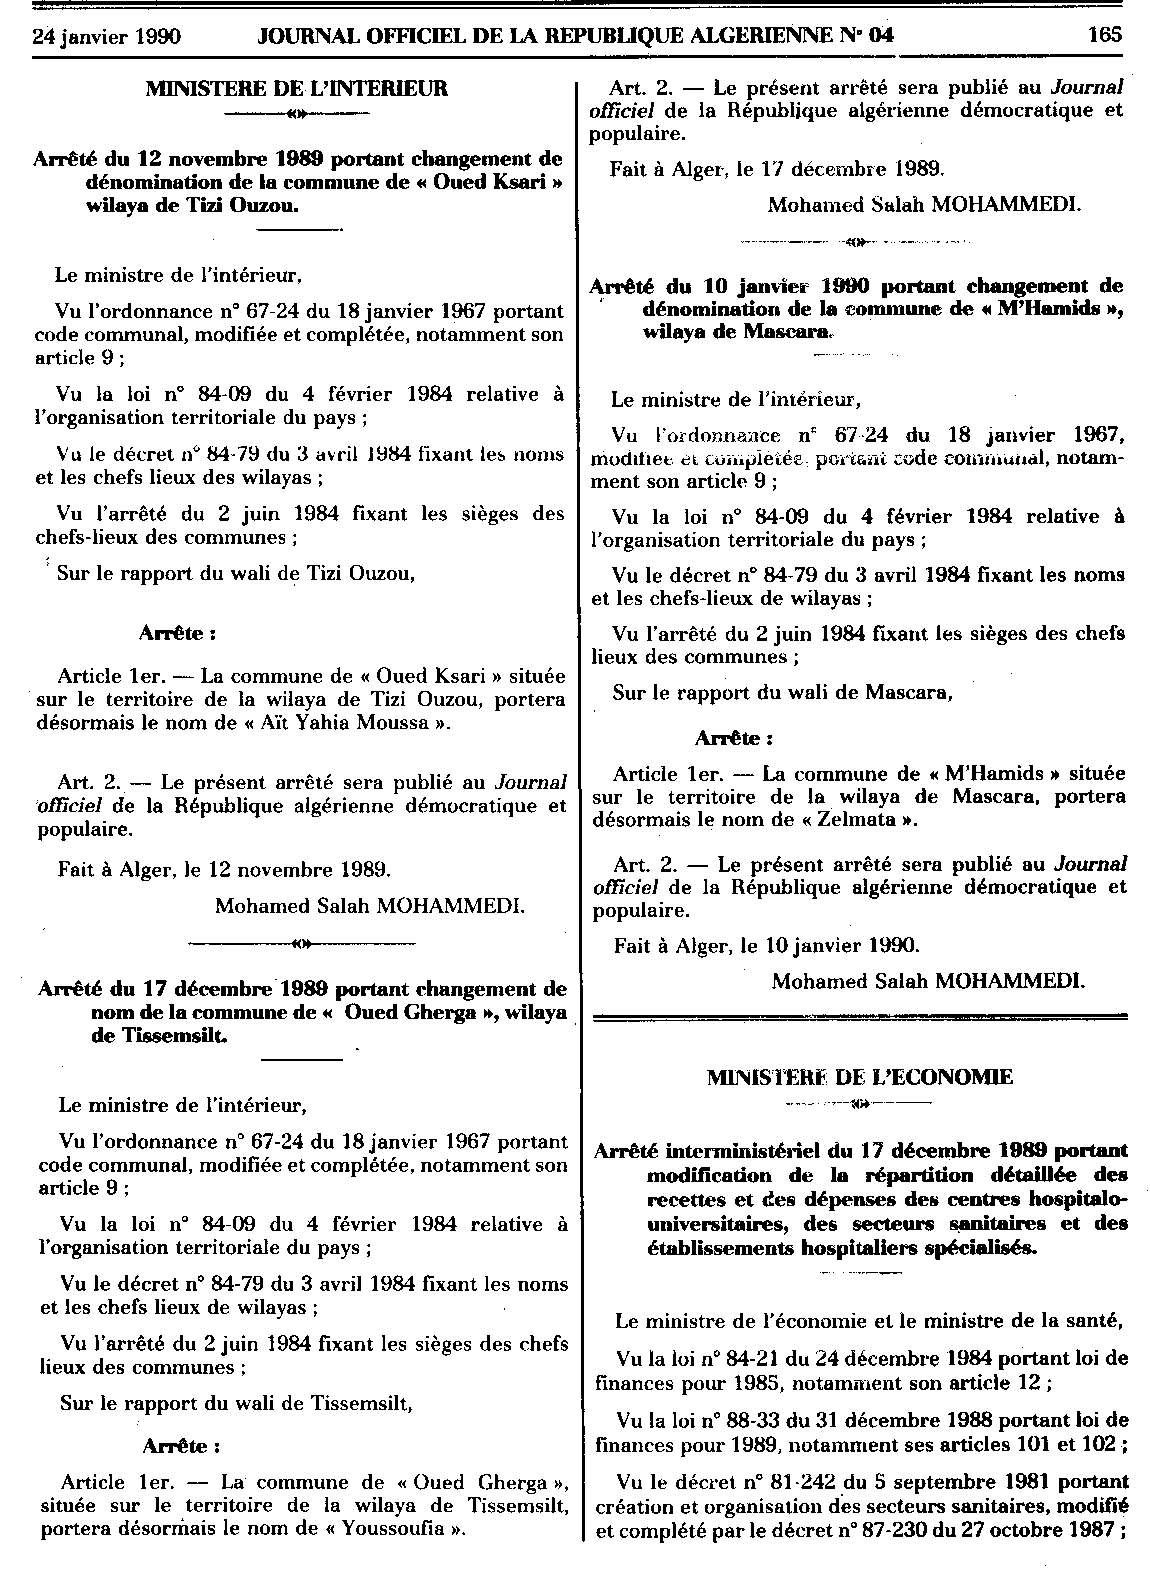 24 janvier 1990 JOURNAL OFFICIEL DE LA REPUBLIQUE ALGERIENNE N° 04 165
MINISTERE DE L'INTERIEUR
Arrêté du 12 novembre 1989 portant changement de
dénomination de la commune de « Oued Ksari »
wilaya de Tizi Ouzou.
Le ministre de l'intérieur,
Vu l'ordonnance n° 67-24 du 18 janvier 1967 portant
code communal, modifiée et complétée, notamment son
article 9 ;
Vu la loi n° 84-09 du 4 février 1984 relative à
l'organisation territoriale du pays ;
Vu le décret n° 84-79 du 3 avril 1984 fixant les noms
et les chefs lieux des wilayas ;
Vu l'arrêté du 2 juin 1984 fixant les sièges des
chefs-lieux des communes ;
Sur le rapport du wali de Tizi Ouzou,
Arrête :
Article 1er. — La commune de « Oued Ksari » située
sur le territoire de la wilaya de Tizi Ouzou, portera
désormais le nom de « Aït Yahia Moussa ».
Art. 2. — Le présent arrêté sera publié au Journal
officiel de la République algérienne démocratique et
populaire.
Fait à Alger, le 12 novembre 1989.
Mohamed Salah MOHAMMEDI.
Arrêté du 17 décembre 1989 portant changement de
nom de la commune de « Oued Gherga », wilaya
de Tissemsilt.
Le ministre de l'intérieur,
Vu l'ordonnance n° 67-24 du 18 janvier 1967 portant
code communal, modifiée et complétée, notamment son
article 9 ;
Vu la loi n° 84-09 du 4 février 1984 relative à
l'organisation territoriale du pays ;
Vu le décret n° 84-79 du 3 avril 1984 fixant les noms
et les chefs lieux de wilayas ;
Vu l'arrêté du 2 juin 1984 fixant les sièges des chefs
lieux des communes ;
Sur le rapport du wali de Tissemsilt,
Arrête :
Article 1er. — La commune de « Oued Gherga »,
située sur le territoire de la wilaya de Tissemsilt,
portera désormais le nom de « Youssoufia ».
Art. 2. — Le présent arrêté sera publié au Journal
officiel de la République algérienne démocratique et
populaire.
Fait à Alger, le 17 décembre 1989.
Mohamed Salah MOHAMMEDI.
Arrêté du 10 janvier 1990 portant changement de
dénomination de la commune de « M'Hamids »,
wilaya de Mascara.
Le ministre de l'intérieur,
Vu l'ordonnance n° 67-24 du 18 janvier 1967,
modifiée et complétée, portant code communal, notam-
ment son article 9 ;
Vu la loi n° 84-09 du 4 février 1984 relative à
l'organisation territoriale du pays ;
Vu le décret n° 84-79 du 3 avril 1984 fixant les noms
et les chefs-lieux de wilayas ;
Vu l'arrêté du 2 juin 1984 fixant les sièges des chefs
lieux des communes ;
Sur le rapport du wali de Mascara,
Arrête :
Article 1er. — La commune de « M'Hamids » située
sur le territoire de la wilaya de Mascara, portera
désormais le nom de « Zelmata ».
Art. 2. — Le présent arrêté sera publié au Journal
officiel de la République algérienne démocratique et
populaire.
Fait à Alger, le 10 janvier 1990.
Mohamed Salah MOHAMMEDI.
MINISTERE DE L'ECONOMIE
Arrêté interministériel du 17 décembre 1989 portant
modification de la répartition détaillée des
recettes et des dépenses des centres hospitalo-
universitaires, des secteurs sanitaires et des
établissements hospitaliers spécialisés.
Le ministre de l'économie et le ministre de la santé,
Vu la loi n° 84-21 du 24 décembre 1984 portant loi de
finances pour 1985, notamment son article 12 ;
Vu la loi n° 88-33 du 31 décembre 1988 portant loi de
finances pour 1989, notamment ses articles 101 et 102 ;
Vu le décret n° 81-242 du 5 septembre 1981 portant
création et organisation des secteurs sanitaires, modifié
et complété par le décret n° 87-230 du 27 octobre 1987 ;